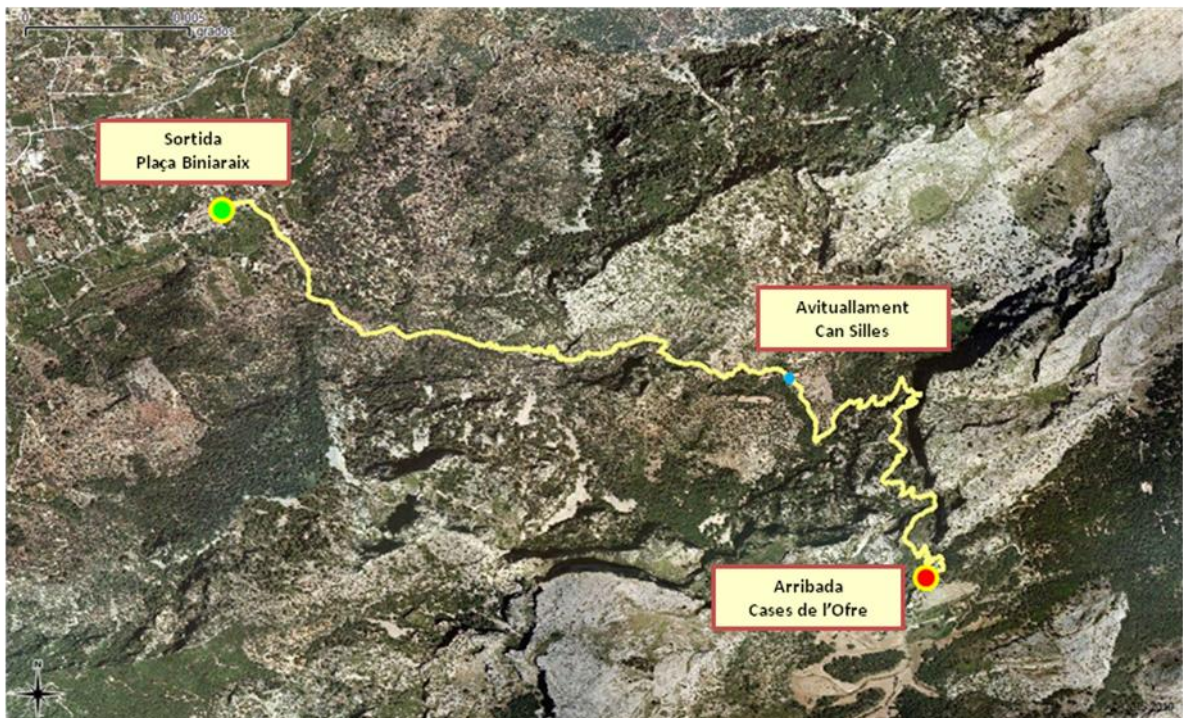 0 0.005
grados
Sortida
Plaça Biniaraix
Avituallament
Can Silles
Arribada
Cases de l'Ofre
N